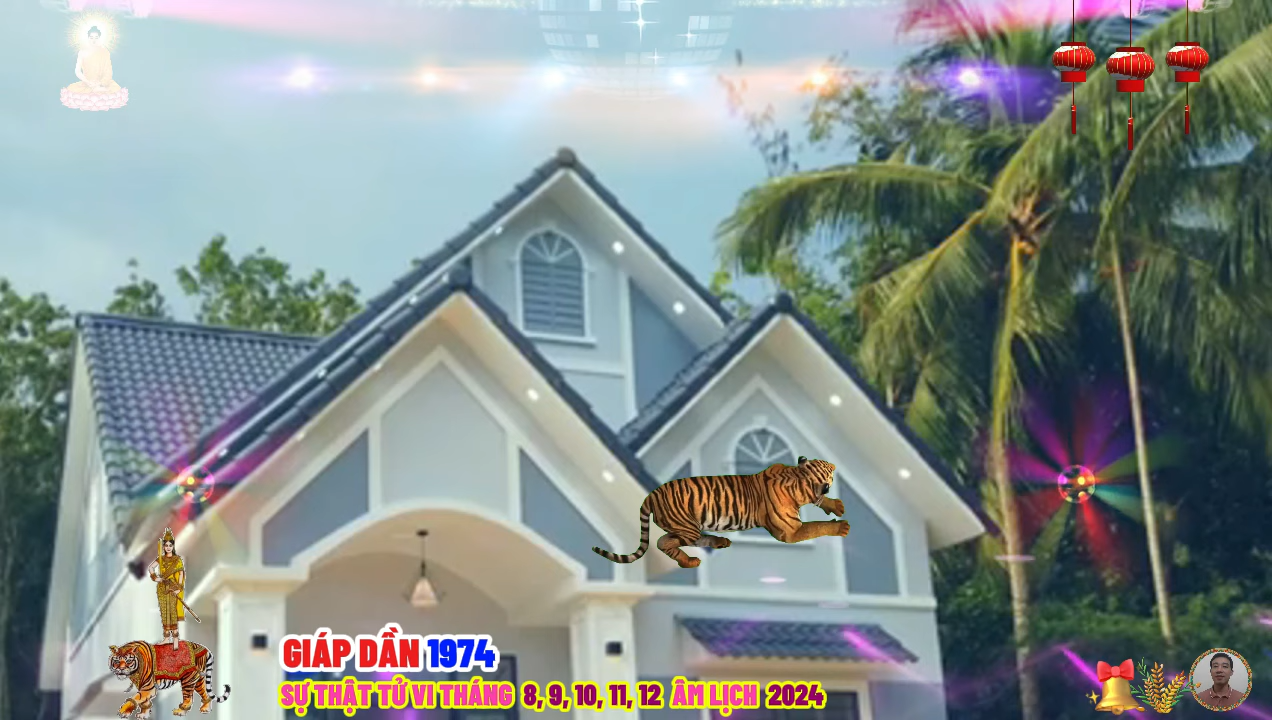 GIÁP DẦN 1974
SỰ THẬT TỬ VI THÁNG 8, 9, 10, 11, 12 ÂM LỊCH 2024